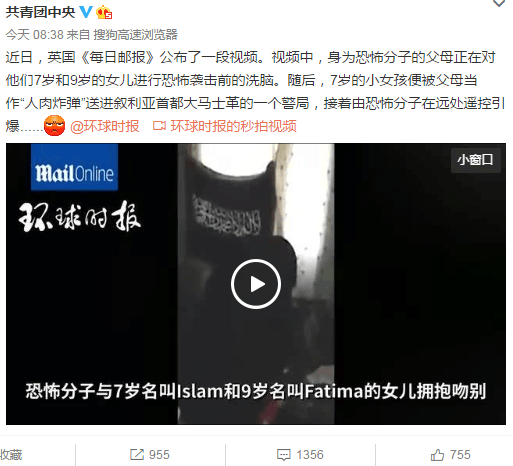 共青团中央
今天 08:38 来自 搜狗高速浏览器
近日，英国《每日邮报》公布了一段视频。视频中，身为恐怖分子的父母正在对
他们7岁和9岁的女儿进行恐怖袭击前的洗脑。随后，7岁的小女孩便被父母当
作“人肉炸弹”送进叙利亚首都大马士革的一个警局，接着由恐怖分子在远处遥控引
爆...... @环球时报 环球时报的秒拍视频
MailOnline
小窗口
环球时报
恐怖分子与7岁名叫Islam和9岁名叫Fatima的女儿拥抱吻别
收藏
955
1356
755